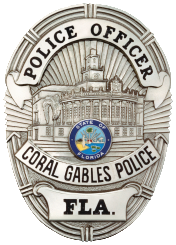 POLICE OFFICER
STATE OF
FLORIDA
CORAL GABLES POLICE
FLA.